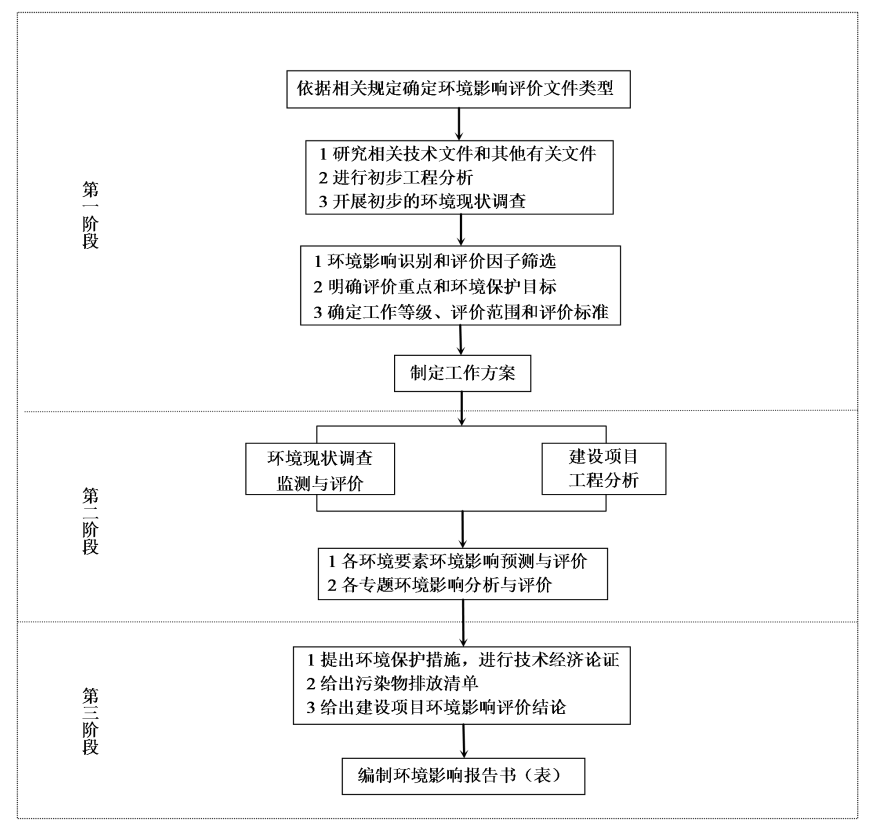 依据相关规定确定环境影响评价文件类型
1 研究相关技术文件和其他有关文件
2 进行初步工程分析
3 开展初步的环境现状调查
第一阶段
1 环境影响识别和评价因子筛选
2 明确评价重点和环境保护目标
3 确定工作等级、评价范围和评价标准
制定工作方案
环境现状调查
监测与评价
建设项目
工程分析
第二阶段
1 各环境要素环境影响预测与评价
2 各专题环境影响分析与评价
1 提出环境保护措施，进行技术经济论证
2 给出污染物排放清单
3 给出建设项目环境影响评价结论
第三阶段
编制环境影响报告书（表）